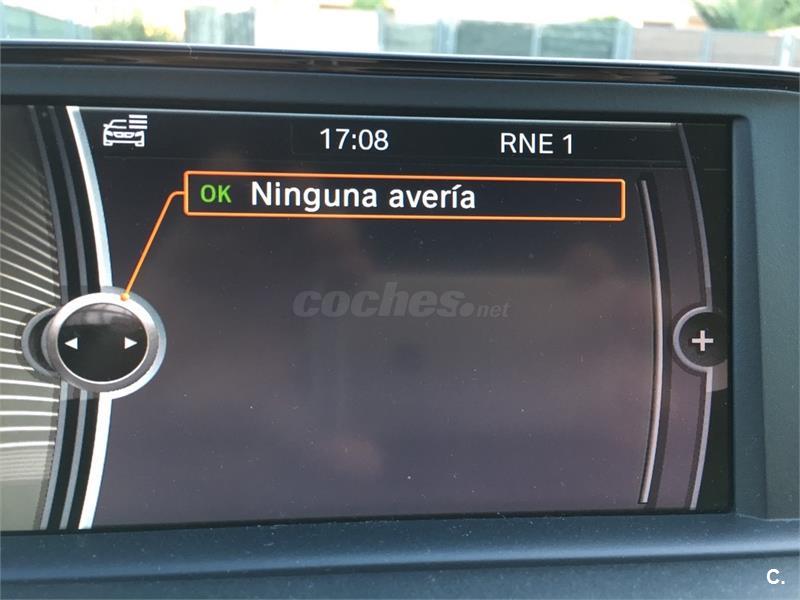 17:08 RNE 1
OK Ninguna avería
coches.net
+
C.